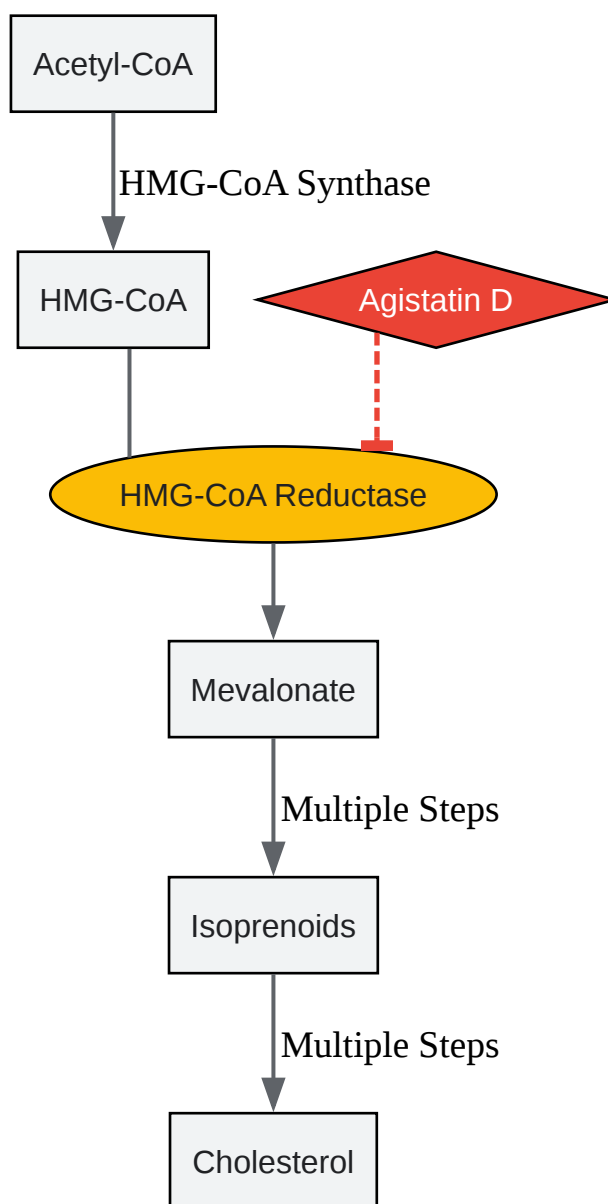 Acetyl-CoA
HMG-CoA Synthase
HMG-CoA
Agistatin D
HMG-CoA Reductase
Mevalonate
Multiple Steps
Isoprenoids
Multiple Steps
Cholesterol